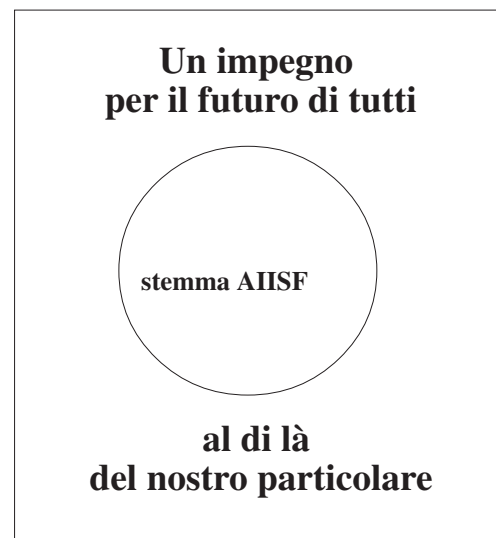 Un impegno
per il futuro di tutti
stemma AIISF
al di là
del nostro particolare